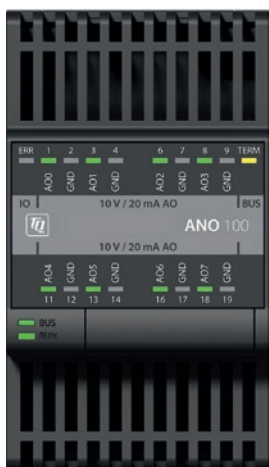 ERR 1 2 3 4 6 7 8 9 TERM
AO0 GND AO1 GND AO2 GND AO3 GND
IO 10 V / 20 mA AO BUS
TQ ANO 100
10 V / 20 mA AO
AO4 GND AO5 GND AO6 GND AO7 GND
11 12 13 14 16 17 18 19
BUS
RUN